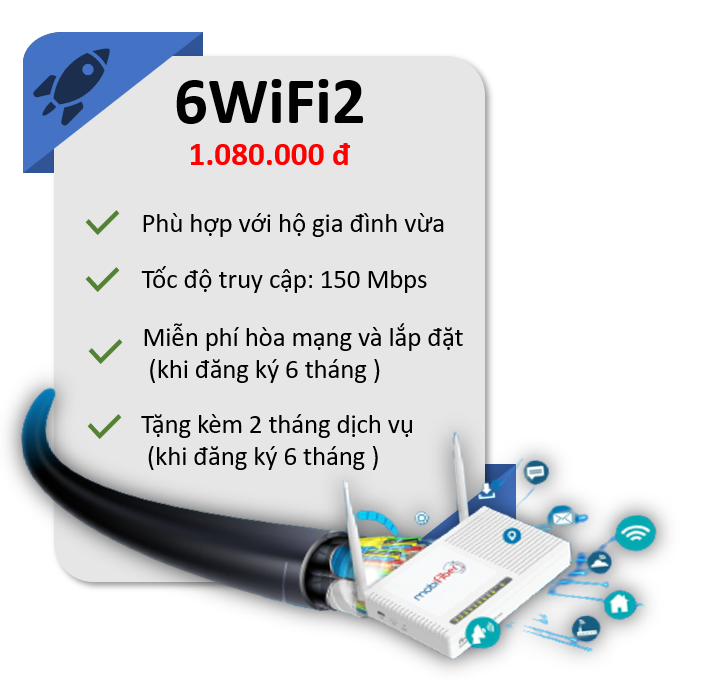 6WiFi2
1.080.000 đ
Phù hợp với hộ gia đình vừa
Tốc độ truy cập: 150 Mbps
Miễn phí hòa mạng và lắp đặt
(khi đăng ký 6 tháng )
Tặng kèm 2 tháng dịch vụ
(khi đăng ký 6 tháng )
mobiFiber